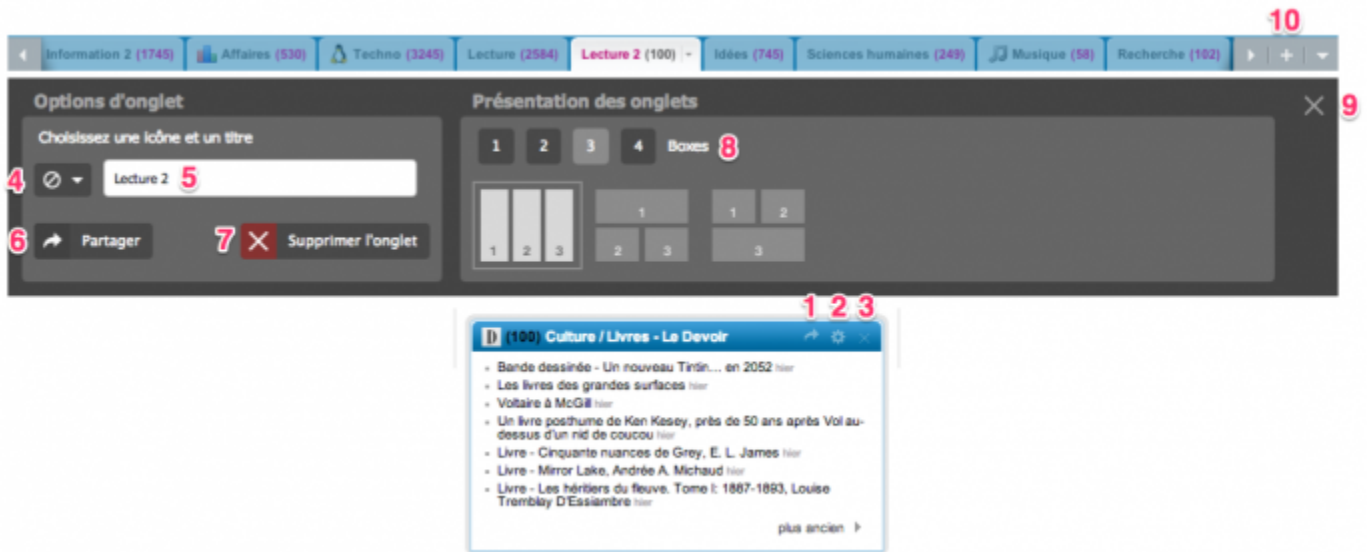 10
Information 2 (1745) Affaires (530) Techno (3245) Lecture (2584) Lecture 2 (100) Idées (745) Sciences humaines (249) Musique (58) Recherche (102) +
Options d'onglet
Présentation des onglets
9
Choisissez une icône et un titre
1 2 3 4 Boxes 8
4 Lecture 2 5
1 2 3
1
2 3
1 2
3
6 Partager
7 Supprimer l'onglet
1 2 3
D (100) Culture / Livres - Le Devoir
Bande dessinée - Un nouveau Tintin... en 2052 hier
Les livres des grandes surfaces hier
Voltaire à McGill hier
Un livre posthume de Ken Kesey, près de 50 ans après Vol au-
dessus d'un nid de coucou hier
Livre - Cinquante nuances de Grey, E. L. James hier
Livre - Mirror Lake, Andrée A. Michaud hier
Livre - Les héritiers du fleuve. Tome I: 1887-1893, Louise
Tremblay D'Essiambre hier
plus ancien